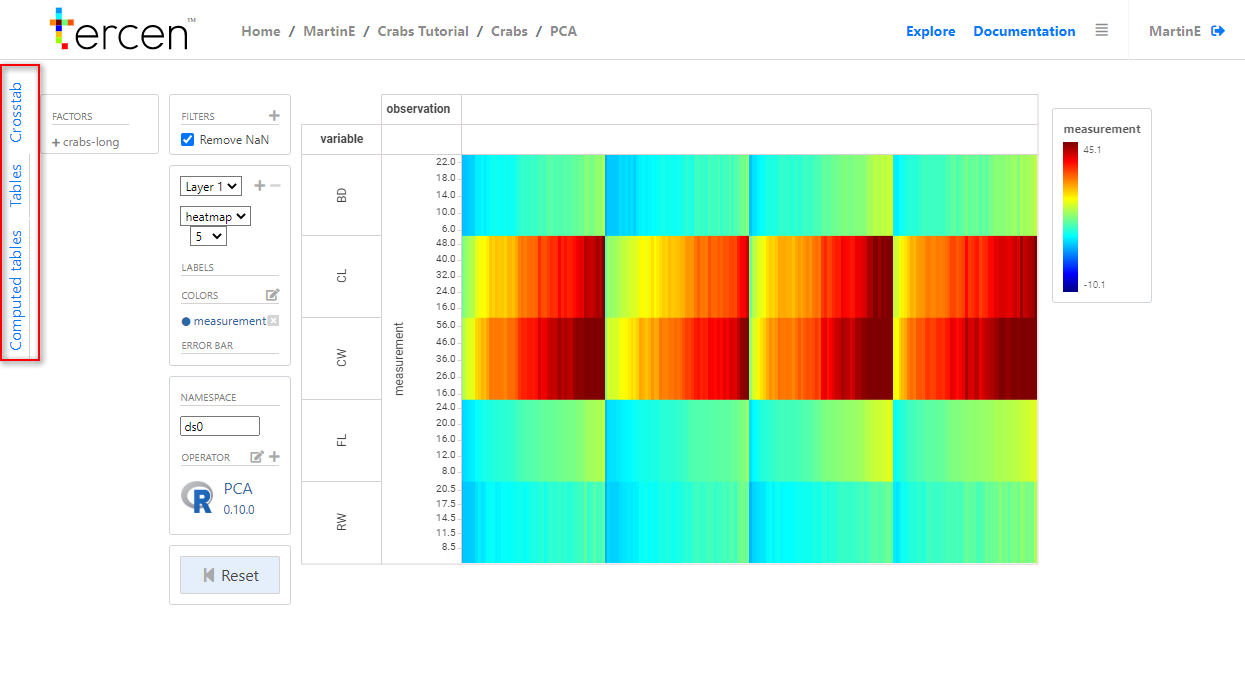 tercen™
Home / MartinE / Crabs Tutorial / Crabs / PCA
Explore
Documentation
MartinE
Crosstab
Tables
Computed tables
FACTORS
+ crabs-long
FILTERS +
Remove NaN
Layer 1 + −
heatmap
5
LABELS
COLORS
measurement
ERROR BAR
NAMESPACE
ds0
OPERATOR +
R PCA
0.10.0
Reset
observation
variable
BD
CL
CW
FL
RW
measurement
22.0
18.0
14.0
10.0
6.0
48.0
40.0
32.0
24.0
16.0
56.0
46.0
36.0
26.0
16.0
24.0
20.0
16.0
12.0
8.0
20.5
17.5
14.5
11.5
8.5
measurement
45.1
-10.1